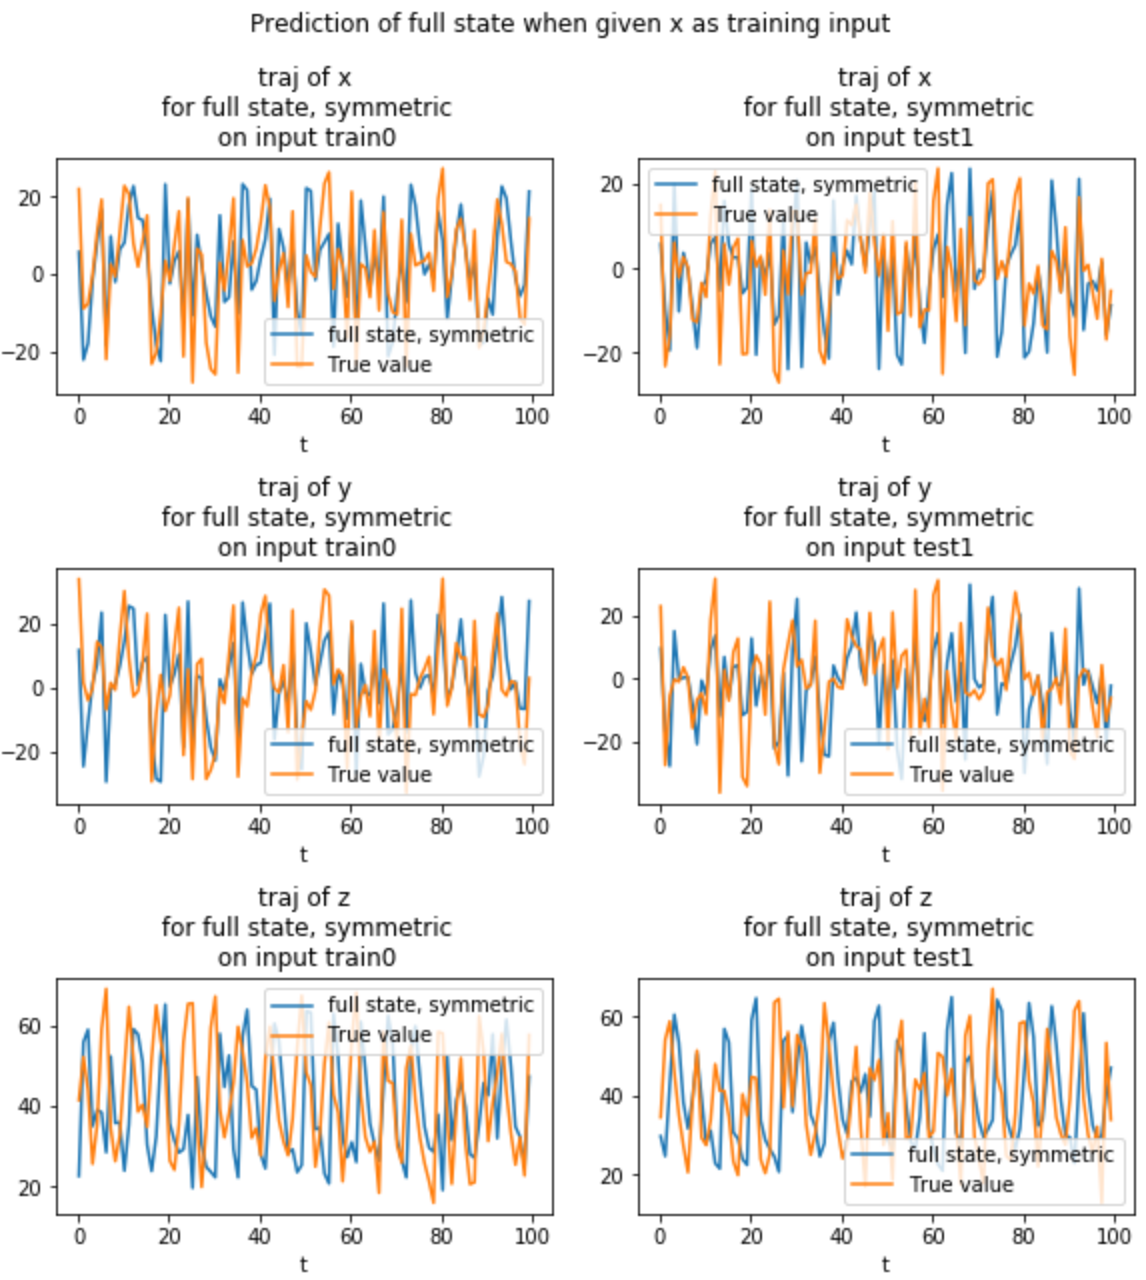 Prediction of full state when given x as training input
traj of x
for full state, symmetric
on input train0
20
0
−20
full state, symmetric
True value
0 20 40 60 80 100
t
traj of x
for full state, symmetric
on input test1
20
0
−20
full state, symmetric
True value
0 20 40 60 80 100
t
traj of y
for full state, symmetric
on input train0
20
0
−20
full state, symmetric
True value
0 20 40 60 80 100
t
traj of y
for full state, symmetric
on input test1
20
0
−20
full state, symmetric
True value
0 20 40 60 80 100
t
traj of z
for full state, symmetric
on input train0
60
40
20
full state, symmetric
True value
0 20 40 60 80 100
t
traj of z
for full state, symmetric
on input test1
60
40
20
full state, symmetric
True value
0 20 40 60 80 100
t